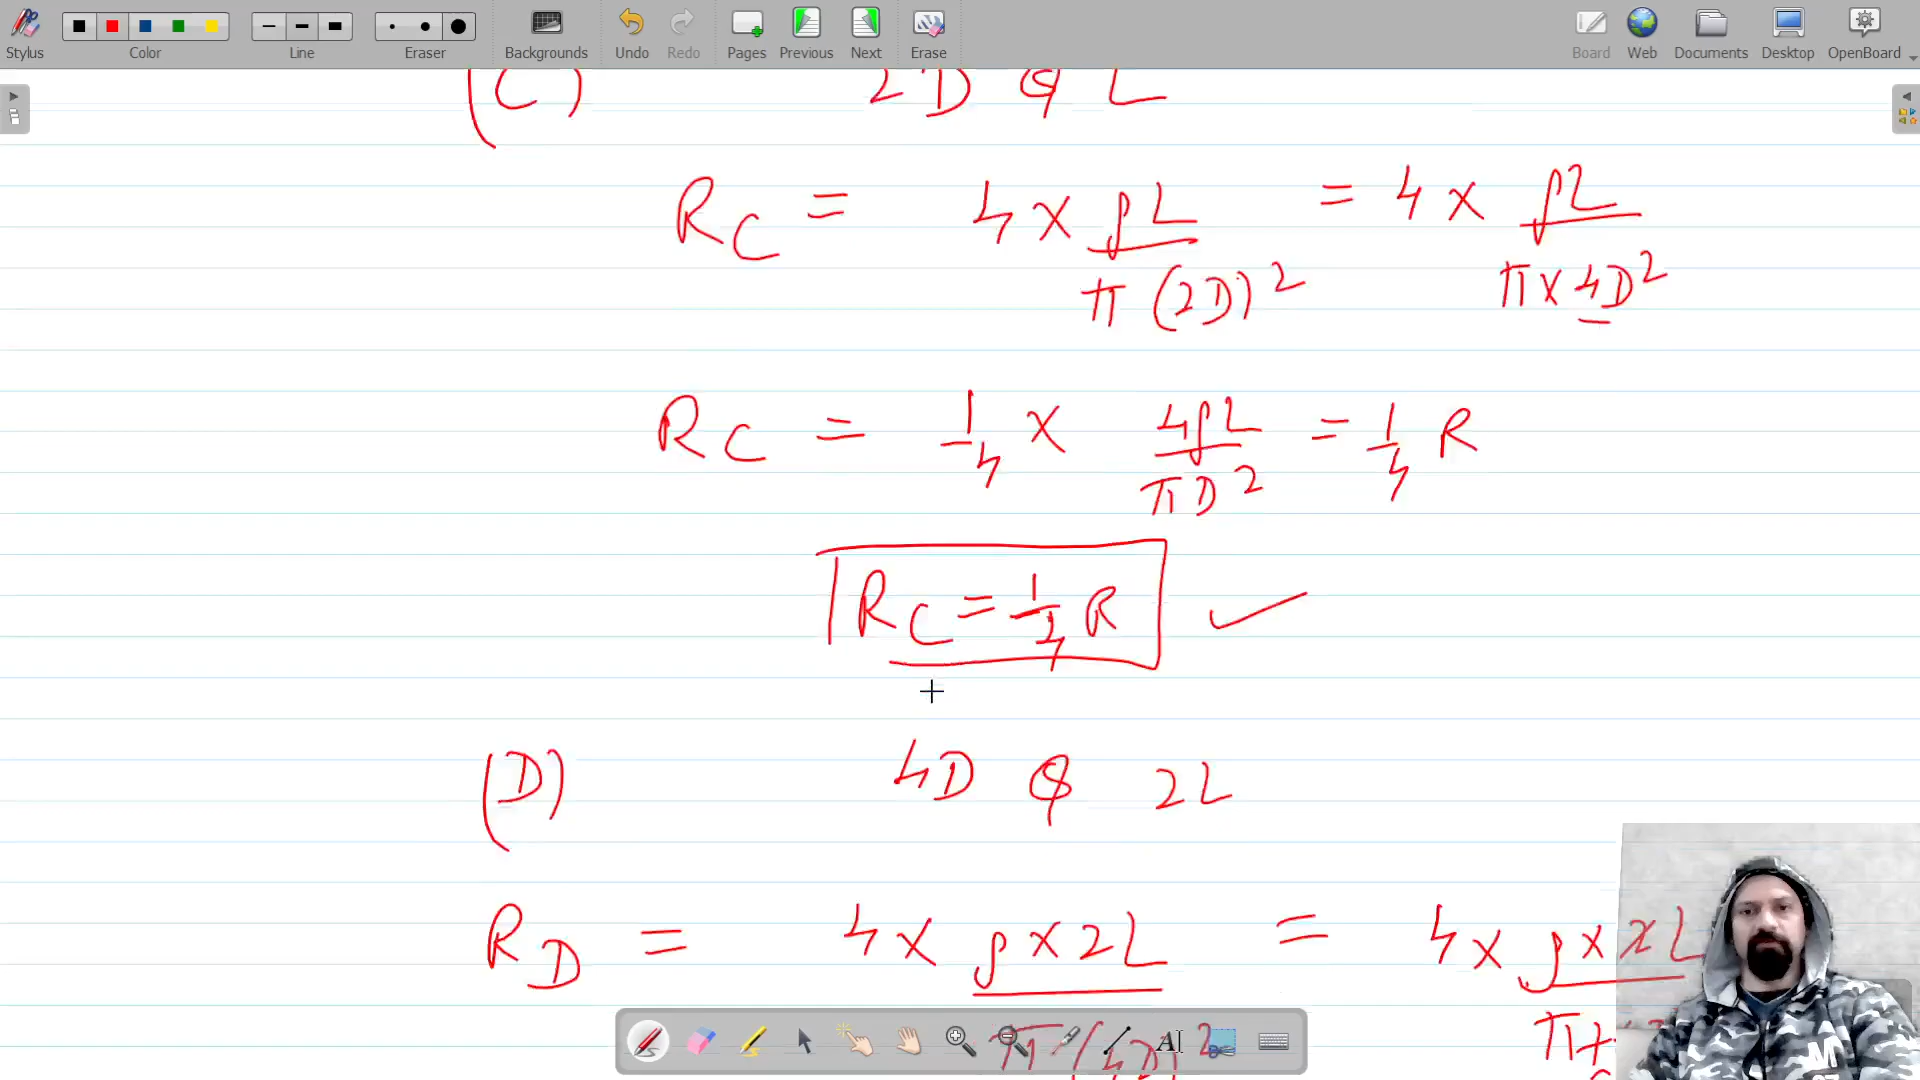 Stylus Color Line Eraser Backgrounds Undo Redo Pages Previous Next Erase Board Web Documents Desktop OpenBoard
(C) 2D & L
R_C = 4 × ρL / π(2D)² = 4 × ρL / π × 4D²
R_C = 1/4 × 4ρL / πD² = 1/4 R
R_C = 1/4 R ✓
(D) 4D & 2L
R_D = 4 × ρ × 2L / π(4D)² = 4 × ρ × 2L